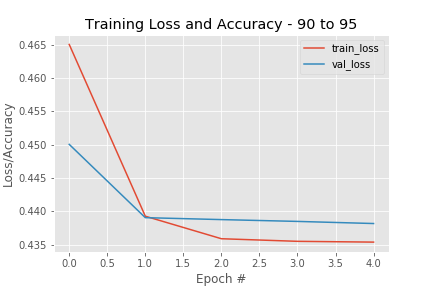 Training Loss and Accuracy - 90 to 95
train_loss
val_loss
0.465
0.460
0.455
0.450
0.445
0.440
0.435
Loss/Accuracy
0.0 0.5 1.0 1.5 2.0 2.5 3.0 3.5 4.0
Epoch #